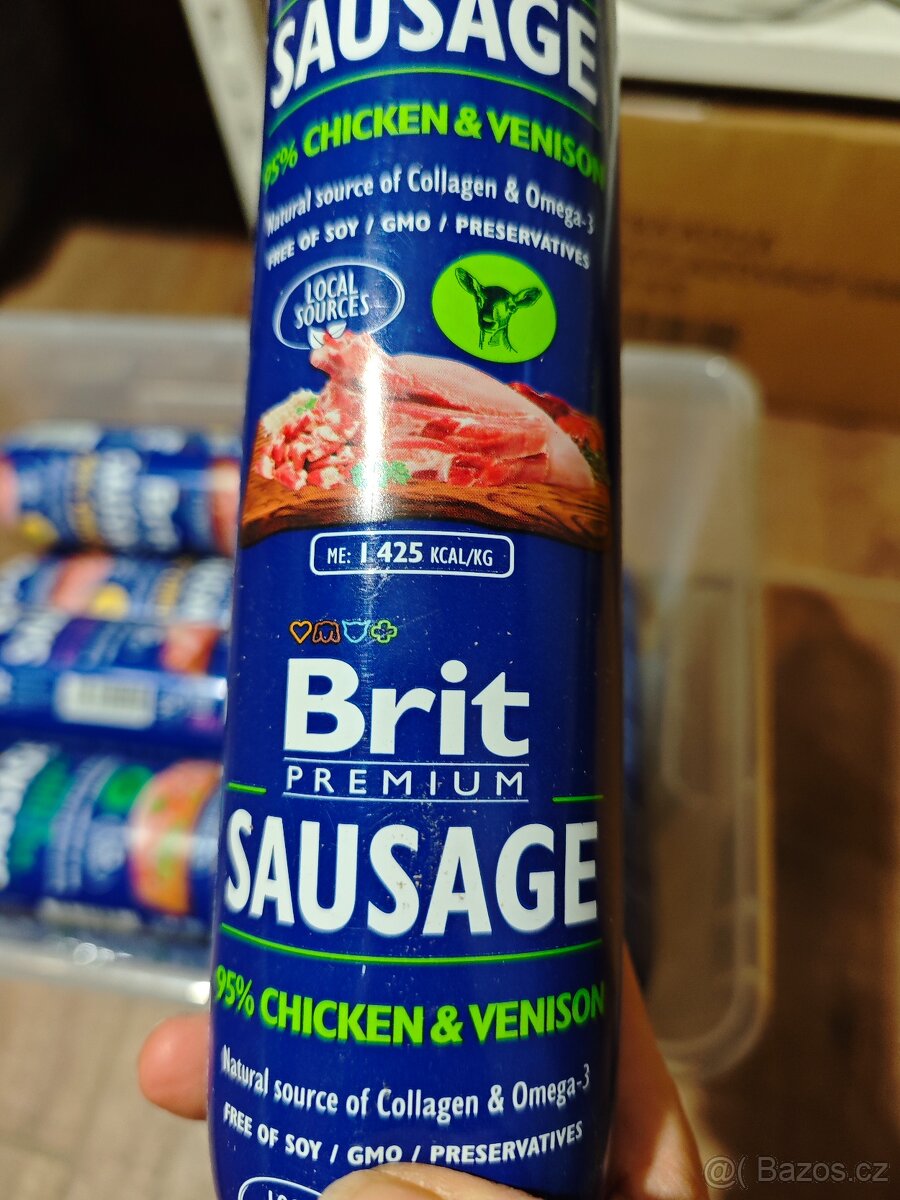 SAUSAGE
95% CHICKEN & VENISON
Natural source of Collagen & Omega-3
FREE OF SOY / GMO / PRESERVATIVES
LOCAL
SOURCES
ME: 1 425 KCAL/KG
Brit
PREMIUM
SAUSAGE
95% CHICKEN & VENISON
Natural source of Collagen & Omega-3
FREE OF SOY / GMO / PRESERVATIVES
Brit
@( Bazos.cz